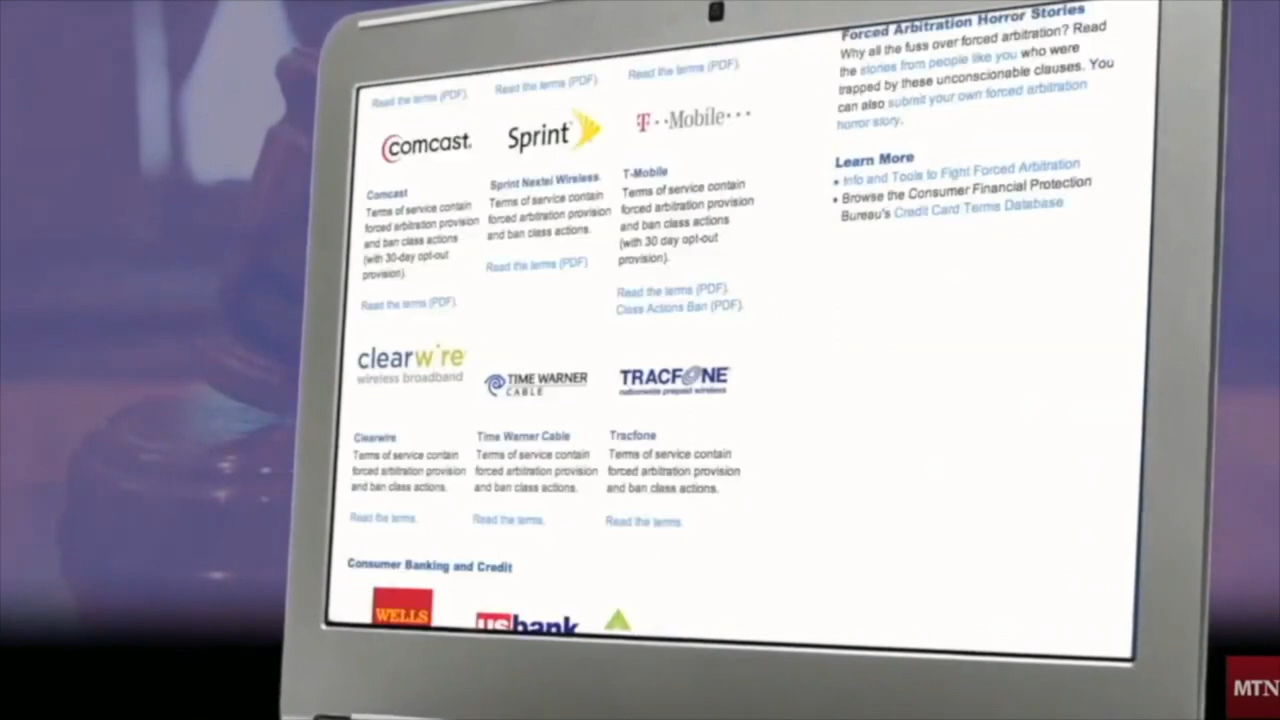 Read the terms (PDF).
Read the terms (PDF).
Read the terms (PDF).
Comcast.
Sprint
T··Mobile···
Comcast
Terms of service contain
forced arbitration provision
and ban class actions
(with 30-day opt-out
provision).
Read the terms (PDF).
Sprint Nextel Wireless
Terms of service contain
forced arbitration provision
and ban class actions.
Read the terms (PDF)
T-Mobile
Terms of service contain
forced arbitration provision
and ban class actions
(with 30 day opt-out
provision).
Read the terms (PDF).
Class Actions Ban (PDF).
clearwire
wireless broadband
TIME WARNER
CABLE
TRACFONE
nationwide prepaid wireless
Clearwire
Terms of service contain
forced arbitration provision
and ban class actions.
Read the terms.
Time Warner Cable
Terms of service contain
forced arbitration provision
and ban class actions.
Read the terms.
Tracfone
Terms of service contain
forced arbitration provision
and ban class actions.
Read the terms.
Consumer Banking and Credit
WELLS
usbank
Forced Arbitration Horror Stories
Why all the fuss over forced arbitration? Read
the stories from people like you who were
trapped by these unconscionable clauses. You
can also submit your own forced arbitration
horror story.
Learn More
• Info and Tools to Fight Forced Arbitration
• Browse the Consumer Financial Protection
Bureau's Credit Card Terms Database
MTN